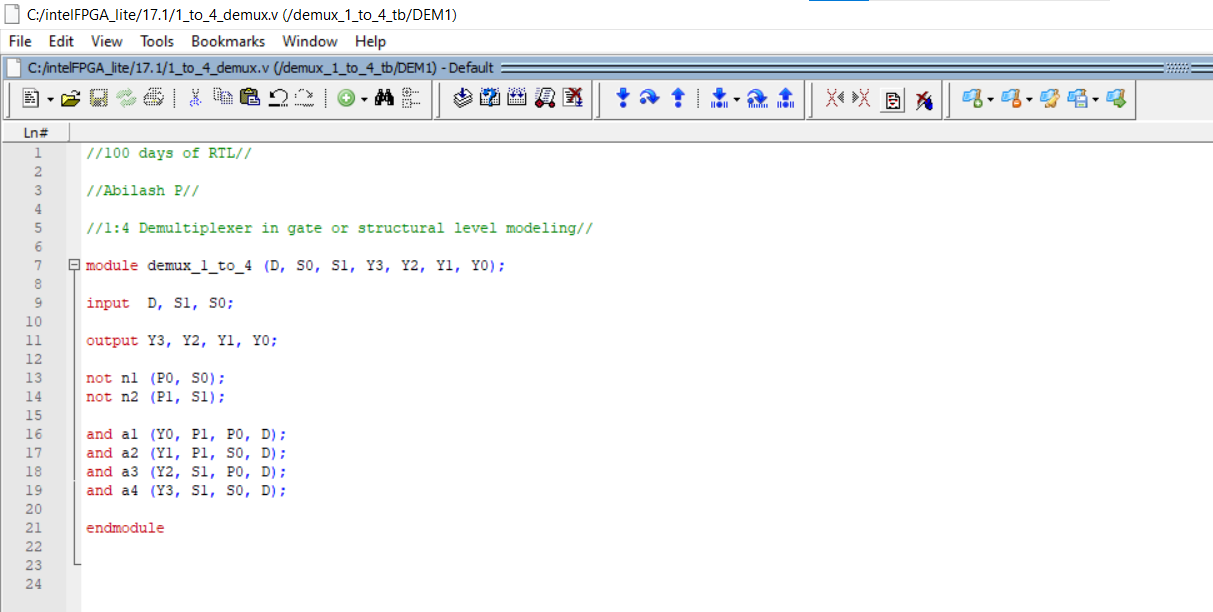 C:/intelFPGA_lite/17.1/1_to_4_demux.v (/demux_1_to_4_tb/DEM1)
File Edit View Tools Bookmarks Window Help
C:/intelFPGA_lite/17.1/1_to_4_demux.v (/demux_1_to_4_tb/DEM1) - Default
Ln#
1 //100 days of RTL//
2
3 //Abilash P//
4
5 //1:4 Demultiplexer in gate or structural level modeling//
6
7 module demux_1_to_4 (D, S0, S1, Y3, Y2, Y1, Y0);
8
9 input  D, S1, S0;
10
11 output Y3, Y2, Y1, Y0;
12
13 not n1 (P0, S0);
14 not n2 (P1, S1);
15
16 and a1 (Y0, P1, P0, D);
17 and a2 (Y1, P1, S0, D);
18 and a3 (Y2, S1, P0, D);
19 and a4 (Y3, S1, S0, D);
20
21 endmodule
22
23
24